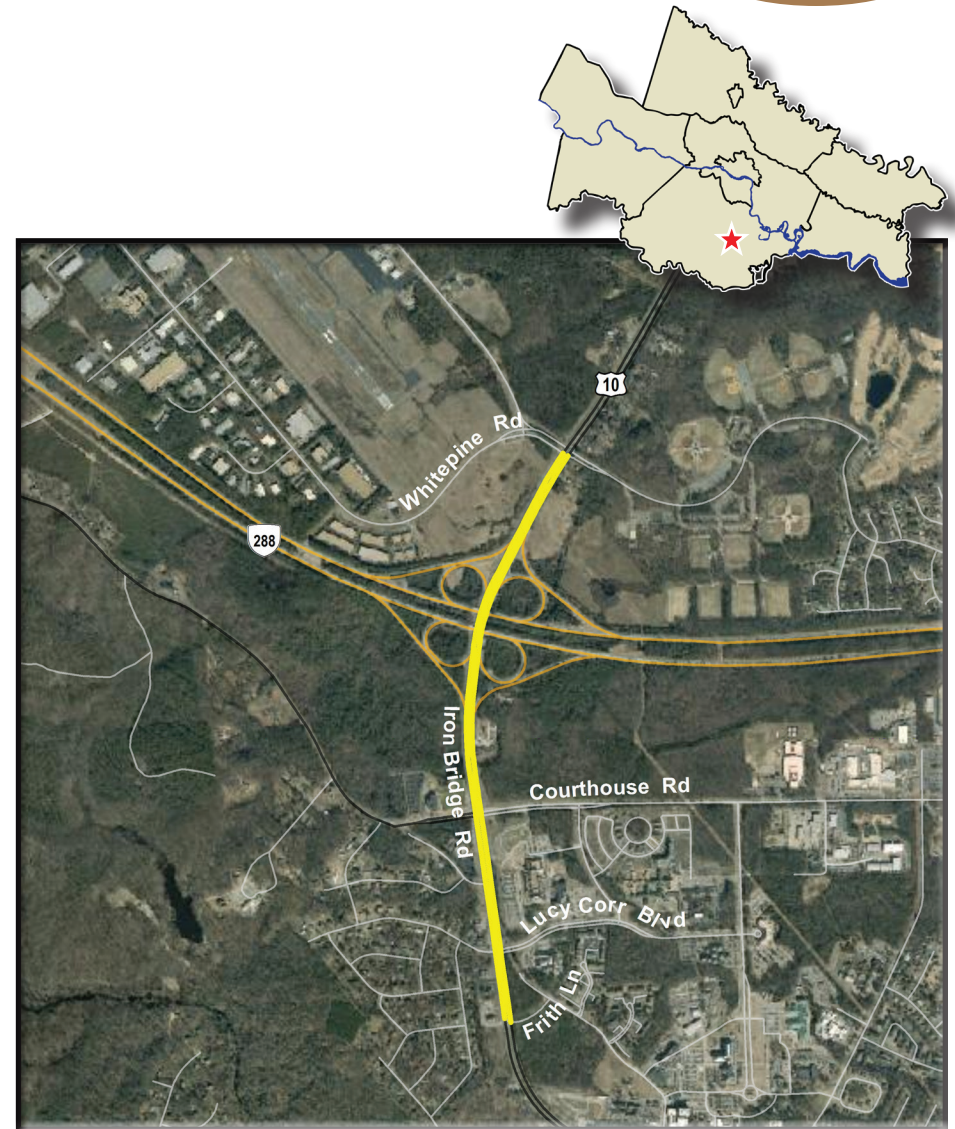 10
Whitepine Rd
288
Iron Bridge Rd
Courthouse Rd
Lucy Corr Blvd -
Frith Ln